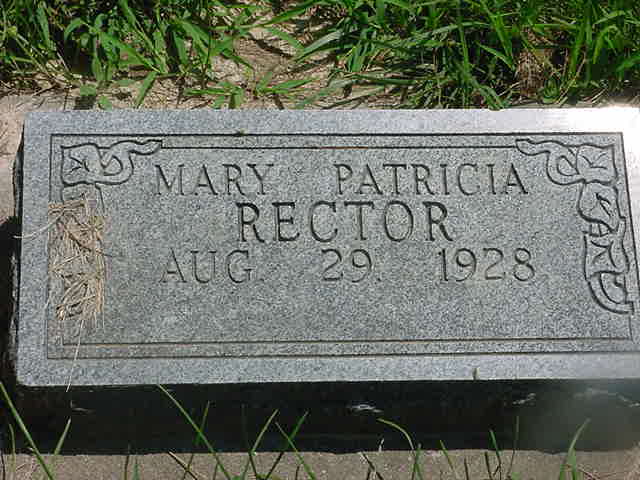 MARY PATRICIA
RECTOR
AUG. 29. 1928